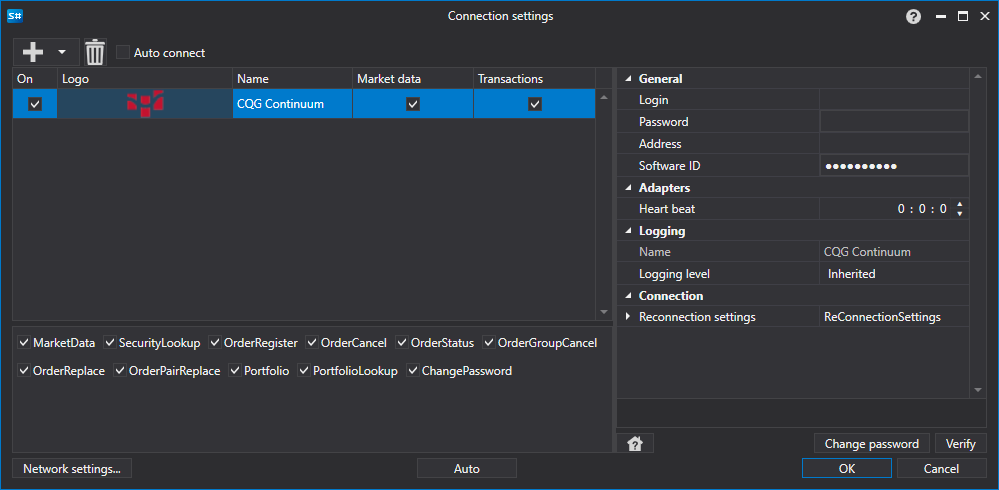 S#
Connection settings
?
Auto connect
On Logo Name Market data Transactions
CQG Continuum
MarketData SecurityLookup OrderRegister OrderCancel OrderStatus OrderGroupCancel
OrderReplace OrderPairReplace Portfolio PortfolioLookup ChangePassword
General
Login
Password
Address
Software ID ●●●●●●●●●●
Adapters
Heart beat 0 : 0 : 0
Logging
Name CQG Continuum
Logging level Inherited
Connection
Reconnection settings ReConnectionSettings
?
Change password Verify
Network settings... Auto OK Cancel